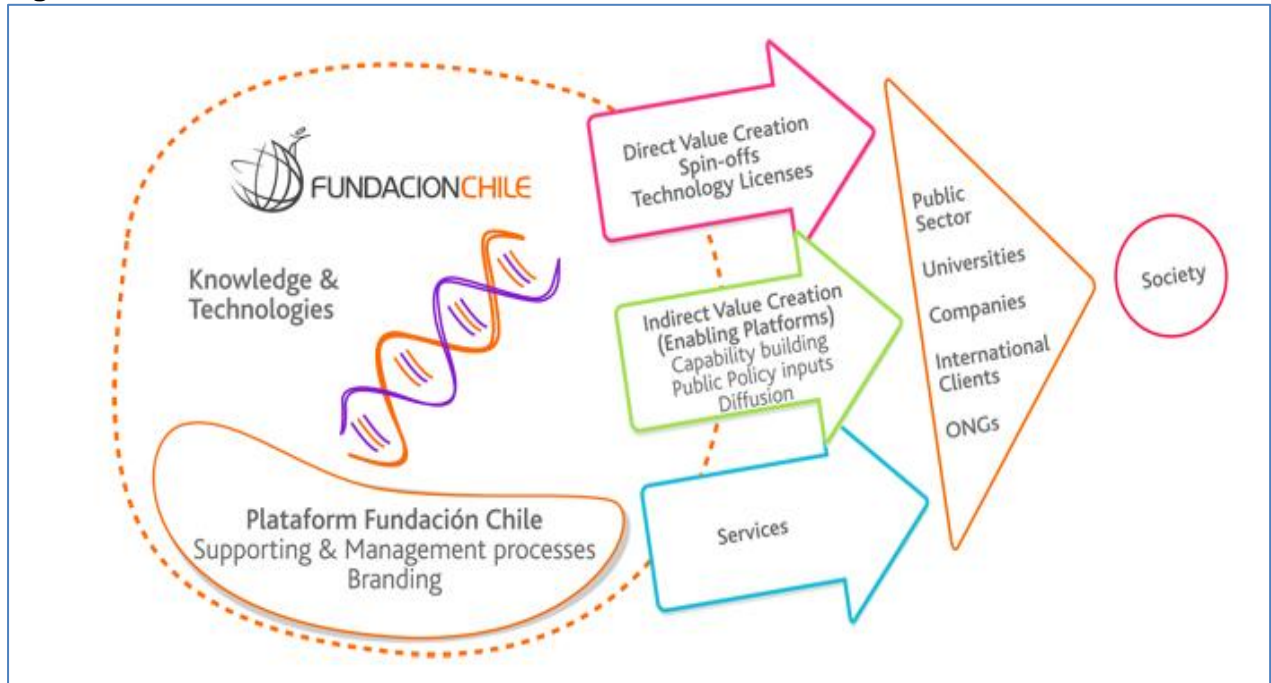 FUNDACIONCHILE
Knowledge &
Technologies
Plataform Fundación Chile
Supporting & Management processes
Branding
Direct Value Creation
Spin-offs
Technology Licenses
Indirect Value Creation
(Enabling Platforms)
Capability building
Public Policy inputs
Diffusion
Services
Public
Sector
Universities
Companies
International
Clients
ONGs
Society